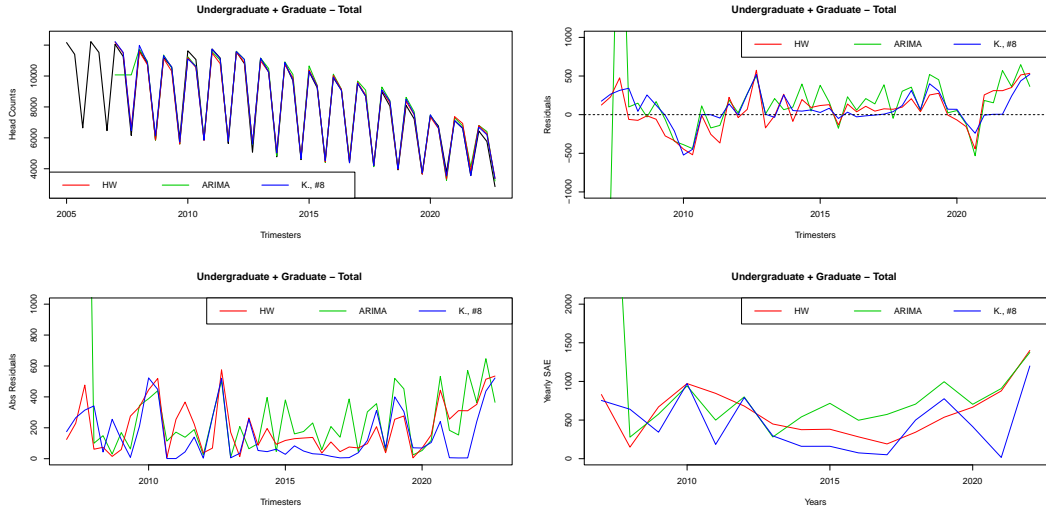 Undergraduate + Graduate – Total
Head Counts
4000 6000 8000 10000
HW ARIMA K., #8
2005 2010 2015 2020
Trimesters
Undergraduate + Graduate – Total
Residuals
−1000 −500 0 500 1000
HW ARIMA K., #8
2010 2015 2020
Trimesters
Undergraduate + Graduate – Total
Abs Residuals
0 200 400 600 800 1000
HW ARIMA K., #8
2010 2015 2020
Trimesters
Undergraduate + Graduate – Total
Yearly SAE
0 500 1000 1500 2000
HW ARIMA K., #8
2010 2015 2020
Years